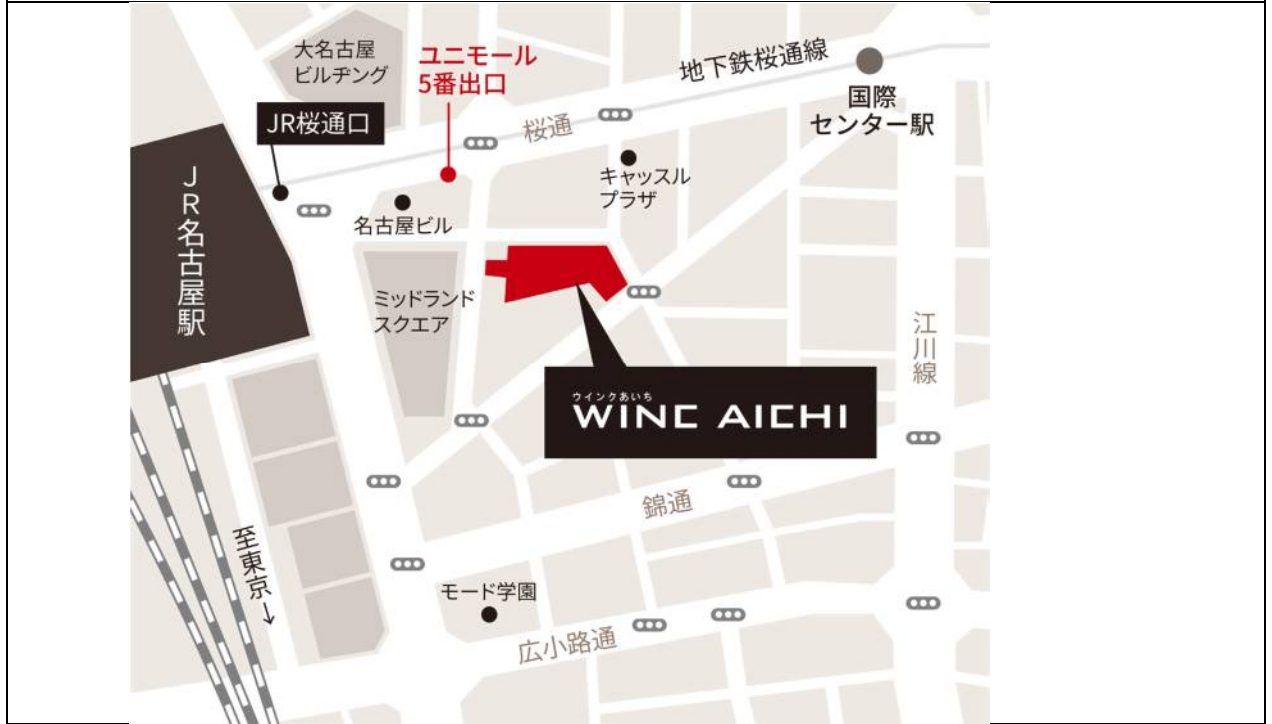 大名古屋
ビルヂング
ユニモール
5番出口
地下鉄桜通線
国際
センター駅
JR桜通口
桜通
キャッスル
プラザ
JR名古屋駅
名古屋ビル
ミッドランド
スクエア
江川線
ウインクあいち
WINC AICHI
錦通
至東京→
モード学園
広小路通